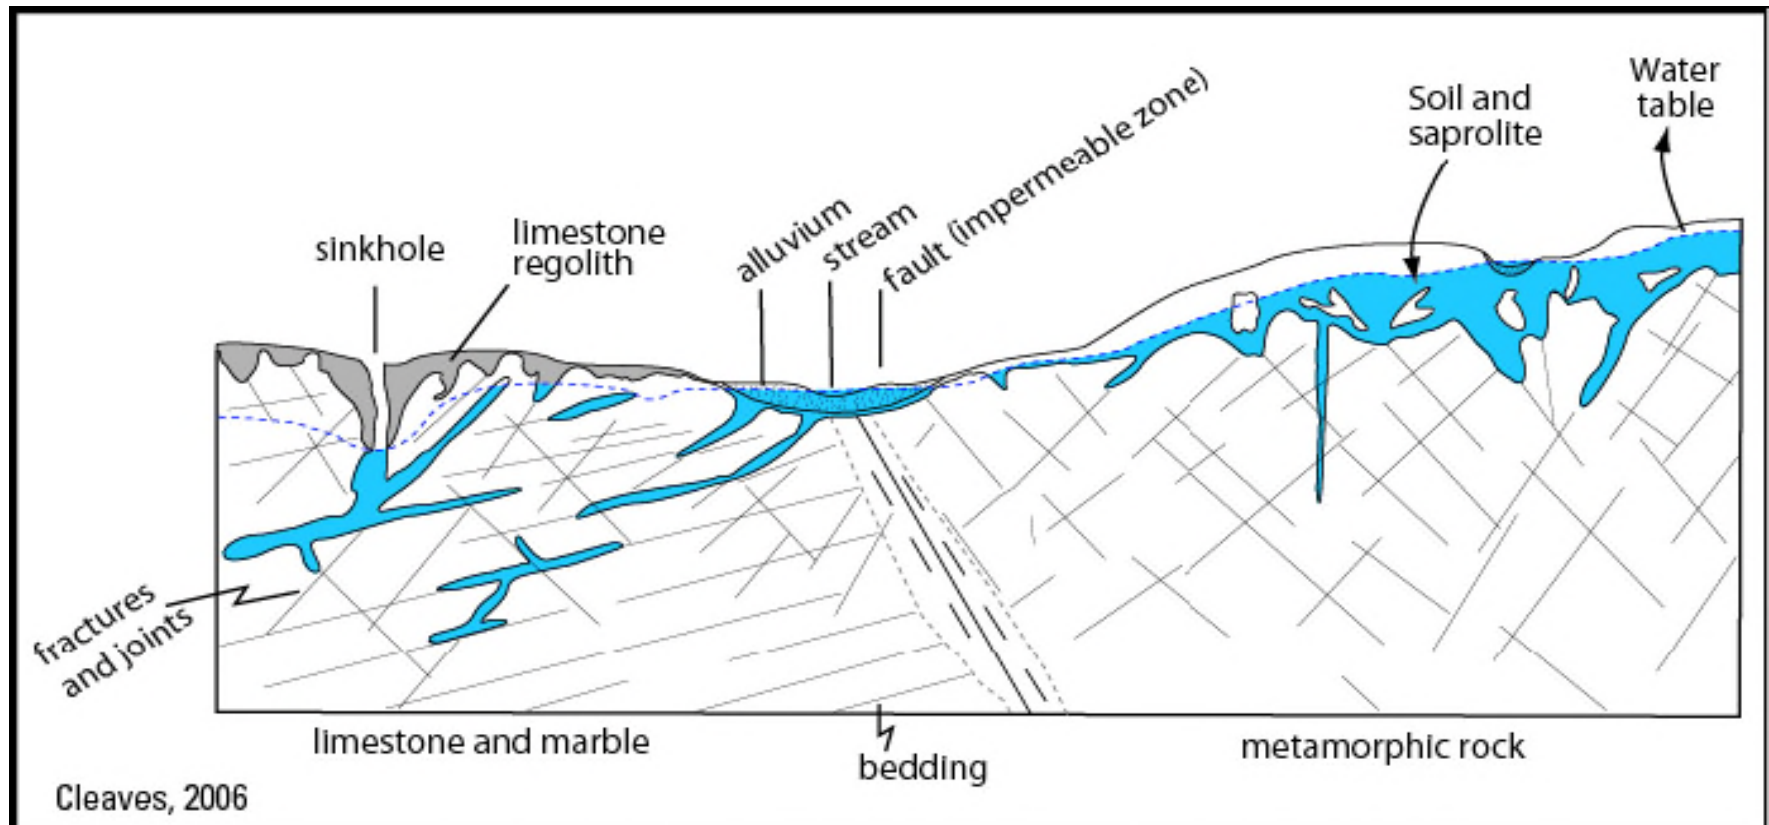 Water
table
Soil and
saprolite
fault (impermeable zone)
stream
alluvium
limestone
regolith
sinkhole
fractures
and joints
limestone and marble
bedding
metamorphic rock
Cleaves, 2006